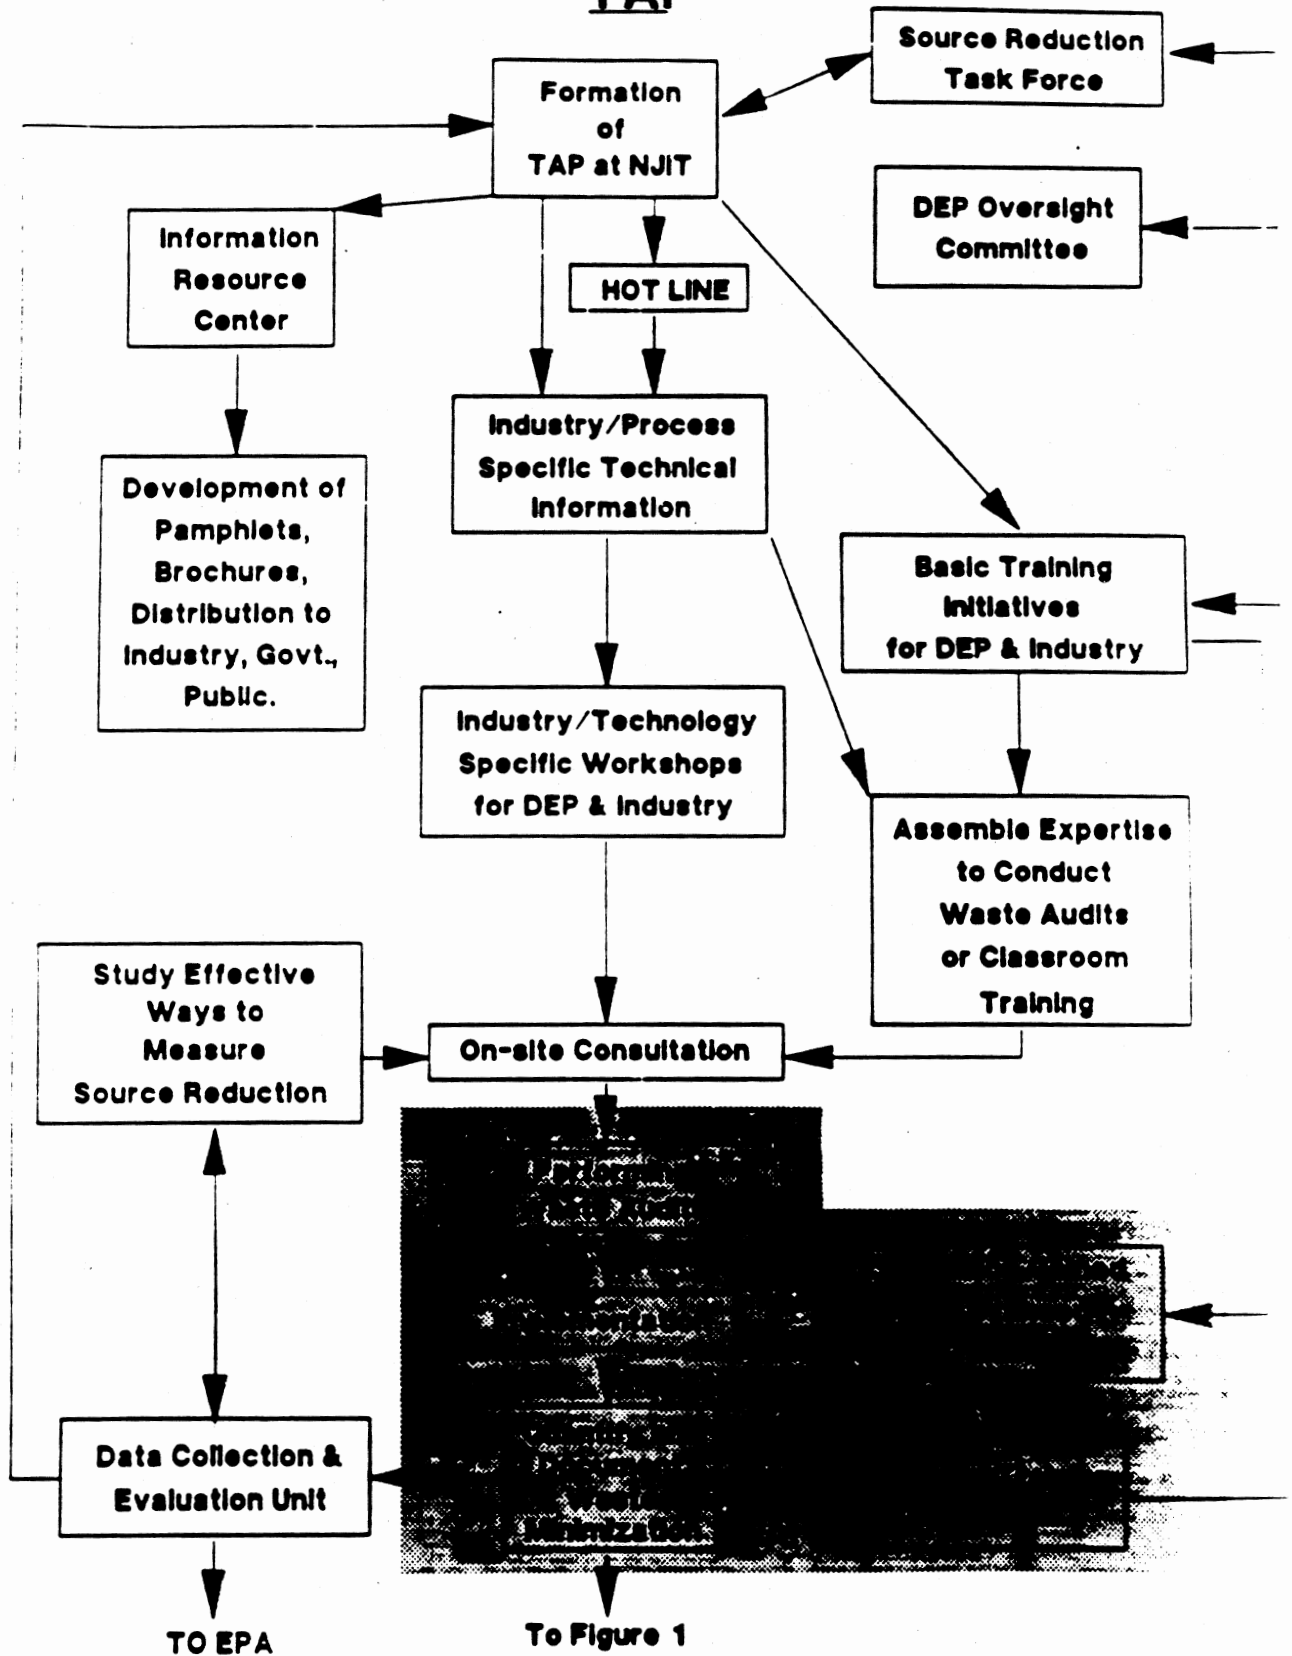 TAP
Source Reduction
Task Force
Formation
of
TAP at NJIT
DEP Oversight
Committee
Information
Resource
Center
HOT LINE
Industry/Process
Specific Technical
Information
Development of
Pamphlets,
Brochures,
Distribution to
Industry, Govt.,
Public.
Basic Training
Initiatives
for DEP & Industry
Industry/Technology
Specific Workshops
for DEP & Industry
Assemble Expertise
to Conduct
Waste Audits
or Classroom
Training
Study Effective
Ways to
Measure
Source Reduction
On-site Consultation
Data Collection &
Evaluation Unit
Minimization.
TO EPA
To Figure 1